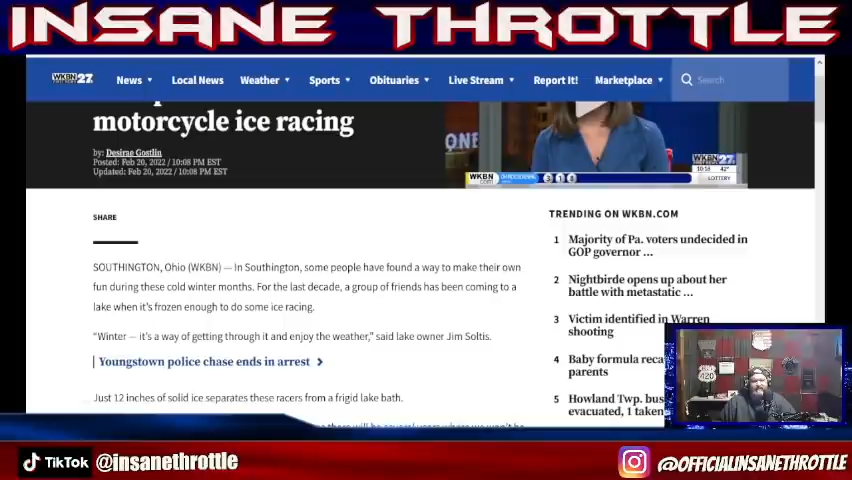 INSANE THROTTLE
WKBN 27
News
Local News
Weather
Sports
Obituaries
Live Stream
Report It!
Marketplace
Search
motorcycle ice racing
by: Desirae Gostlin
Posted: Feb 20, 2022 / 10:08 PM EST
Updated: Feb 20, 2022 / 10:08 PM EST
WKBN 27
LOTTERY
WKBN
.com
SHARE
SOUTHINGTON, Ohio (WKBN) — In Southington, some people have found a way to make their own
fun during these cold winter months. For the last decade, a group of friends has been coming to a
lake when it's frozen enough to do some ice racing.
“Winter — it's a way of getting through it and enjoy the weather,” said lake owner Jim Soltis.
Youngstown police chase ends in arrest
Just 12 inches of solid ice separates these racers from a frigid lake bath.
TRENDING ON WKBN.COM
1 Majority of Pa. voters undecided in
GOP governor ...
2 Nightbirde opens up about her
battle with metastatic ...
3 Victim identified in Warren
shooting
4 Baby formula
parents
5 Howland Twp.
evacuated, 1 taken
420
TikTok @insanethrottle
@OFFICIALINSANETHROTTLE